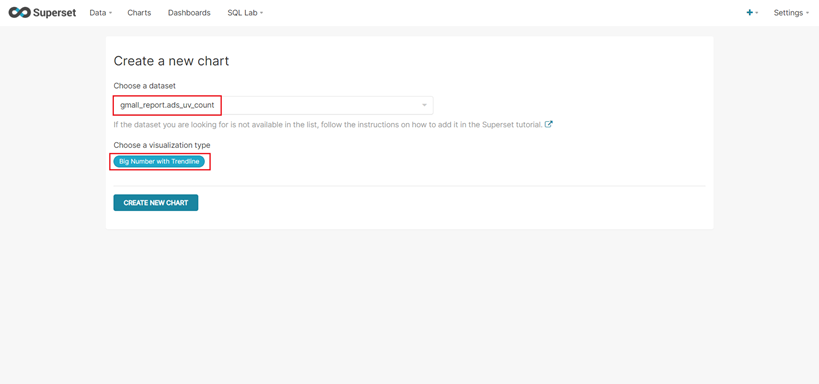 Superset Data Charts Dashboards SQL Lab + Settings
Create a new chart
Choose a dataset
gmall_report.ads_uv_count
If the dataset you are looking for is not available in the list, follow the instructions on how to add it in the Superset tutorial.
Choose a visualization type
Big Number with Trendline
CREATE NEW CHART